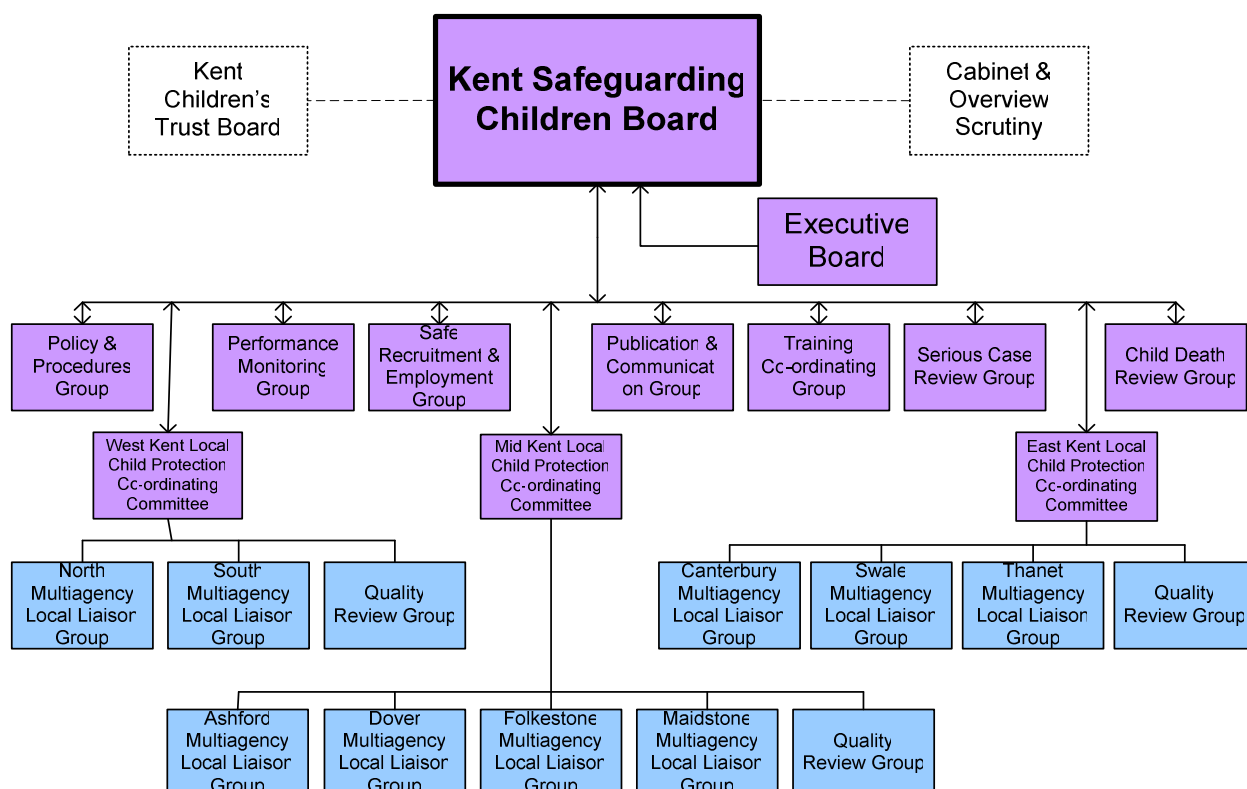 Kent
Children's
Trust Board
Kent Safeguarding
Children Board
Cabinet &
Overview
Scrutiny
Executive
Board
Policy &
Procedures
Group
Performance
Monitoring
Group
Safe
Recruitment &
Employment
Group
Publication &
Communicat
on Group
Training
Co-ordinating
Group
Serious Case
Review Group
Child Death
Review Group
West Kent Local
Child Protection
Co-ordinating
Committee
Mid Kent Local
Child Protection
Co-ordinating
Committee
East Kent Local
Child Protection
Co-ordinating
Committee
North
Multiagency
Local Liaison
Group
South
Multiagency
Local Liaison
Group
Quality
Review Group
Canterbury
Multiagency
Local Liaison
Group
Swale
Multiagency
Local Liaison
Group
Thanet
Multiagency
Local Liaison
Group
Quality
Review Group
Ashford
Multiagency
Local Liaison
Group
Dover
Multiagency
Local Liaison
Group
Folkestone
Multiagency
Local Liaison
Group
Maidstone
Multiagency
Local Liaison
Group
Quality
Review Group